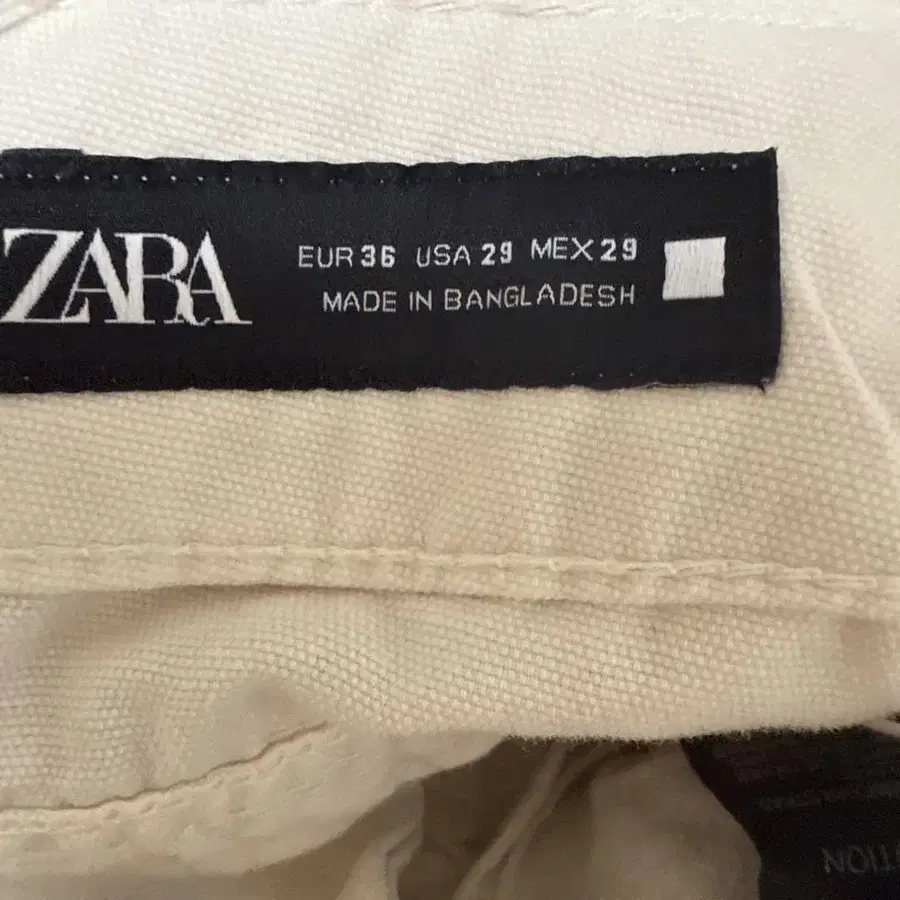 ZARA
EUR 36 USA 29 MEX 29
MADE IN BANGLADESH